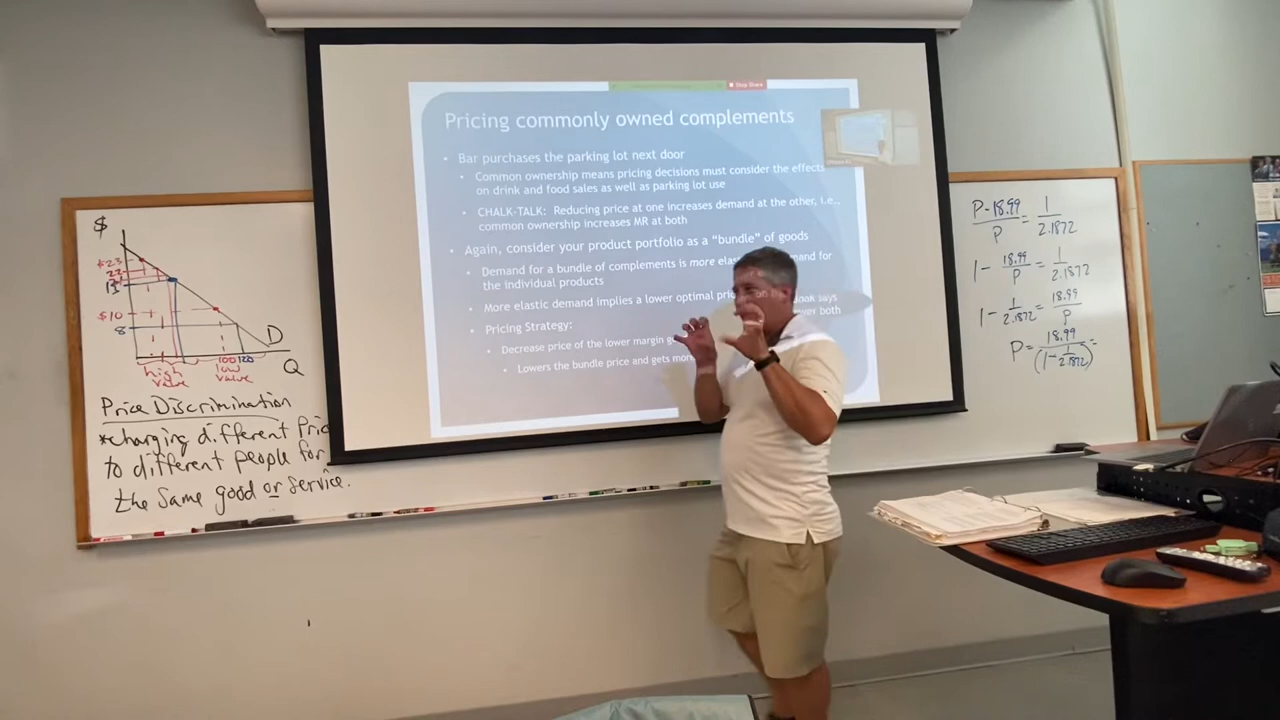 Stop Share
Pricing commonly owned complements
Bar purchases the parking lot next door
Common ownership means pricing decisions must consider the effects
on drink and food sales as well as parking lot use
CHALK-TALK: Reducing price at one increases demand at the other, i.e.,
common ownership increases MR at both
Again, consider your product portfolio as a "bundle" of goods
Demand for a bundle of complements is more for
the individual products
More elastic demand implies a lower optimal says
Pricing Strategy: both
Decrease price of the lower margin
Lowers the bundle price and gets more
$
$23
$10
8
D
100 120
Q
high low
value value
Price Discrimination
*charging different
to different people for
the same good or service.
P-18.99/P = 1/2.1872
1 - 18.99/P = 1/2.1872
1 - 1/2.1872 = 18.99/P
P = 18.99/(1 - 1/2.1872) =